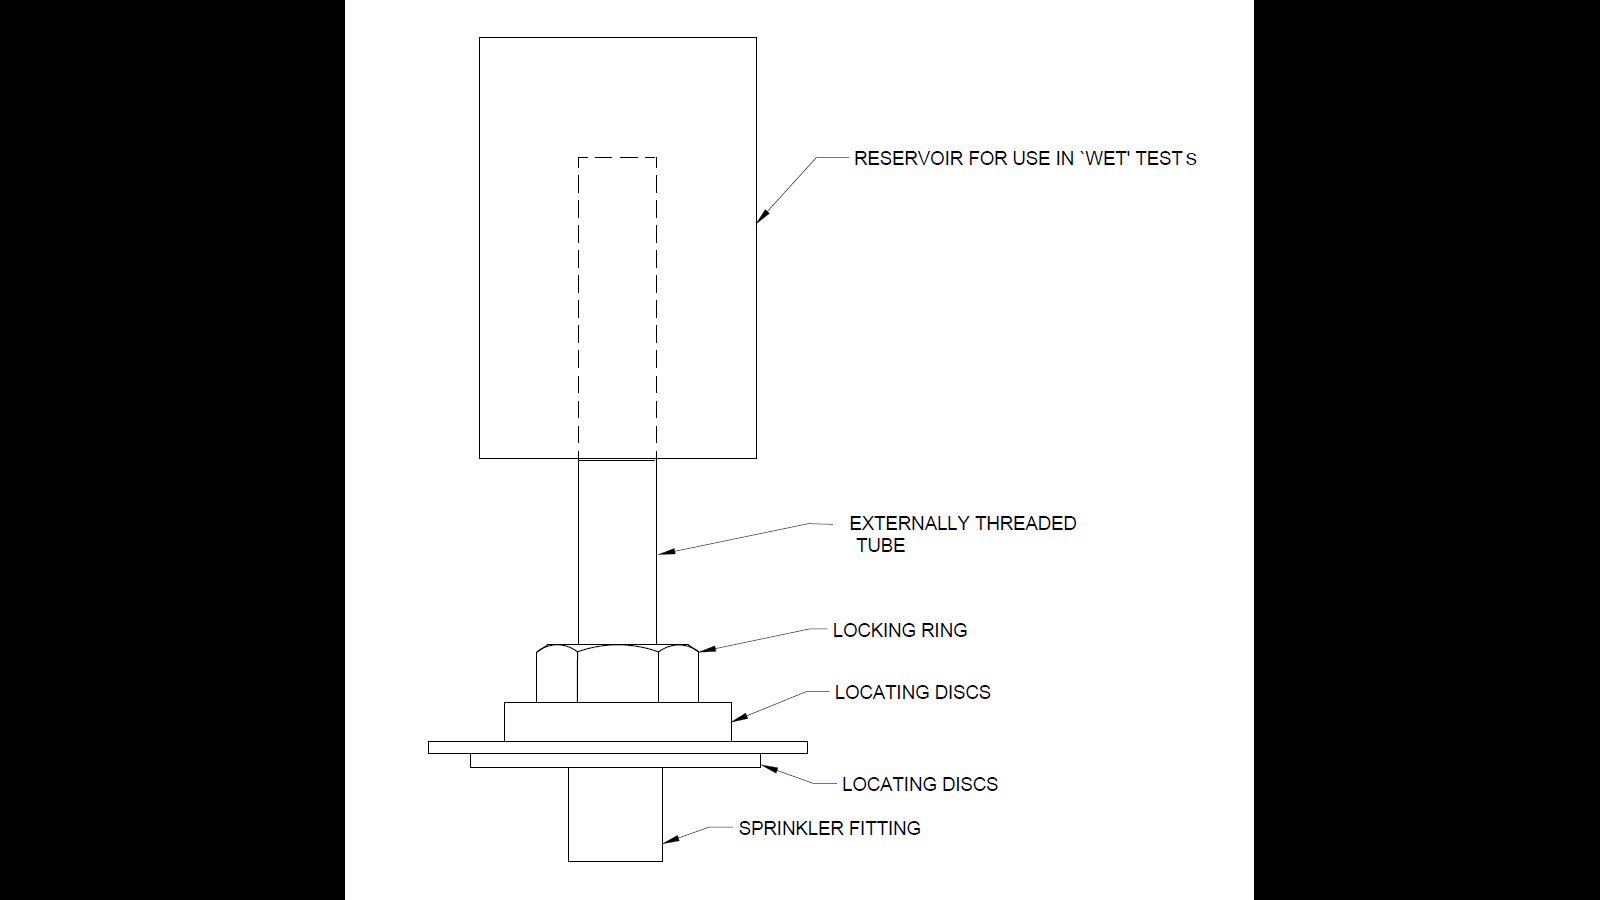 RESERVOIR FOR USE IN `WET' TESTS
EXTERNALLY THREADED
TUBE
LOCKING RING
LOCATING DISCS
LOCATING DISCS
SPRINKLER FITTING